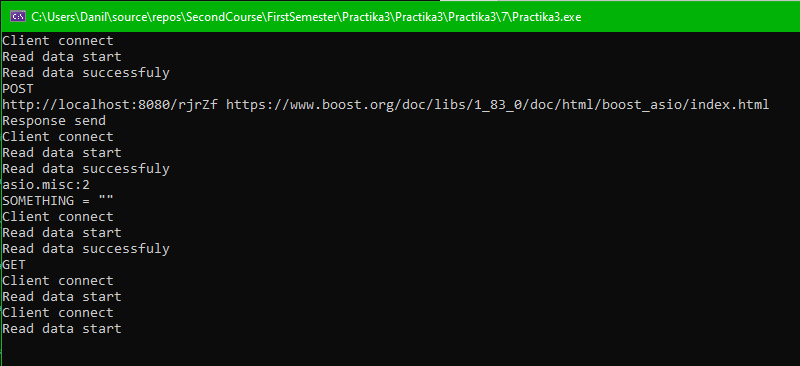 C:\Users\Danil\source\repos\SecondCourse\FirstSemester\Practika3\Practika3\Practika3\7\Practika3.exe
Client connect
Read data start
Read data successfuly
POST
http://localhost:8080/rjrZf https://www.boost.org/doc/libs/1_83_0/doc/html/boost_asio/index.html
Response send
Client connect
Read data start
Read data successfuly
asio.misc:2
SOMETHING = ""
Client connect
Read data start
Read data successfuly
GET
Client connect
Read data start
Client connect
Read data start